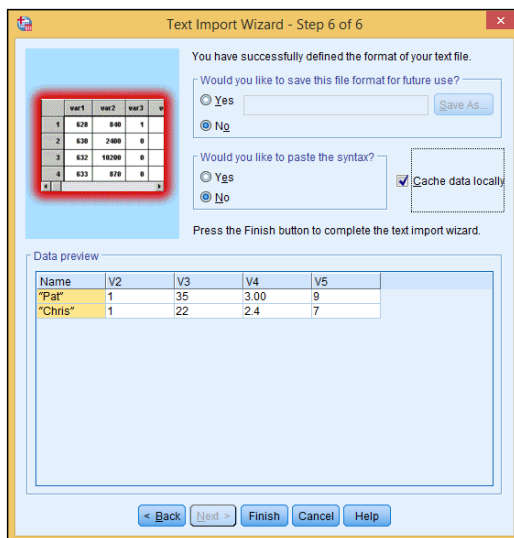 Text Import Wizard - Step 6 of 6
You have successfully defined the format of your text file.
Would you like to save this file format for future use?
Yes
Save As...
No
var1 var2 var3 v
1 628 840 1
2 630 2400 0
3 632 10200 0
4 633 870 0
Would you like to paste the syntax?
Yes
No
Cache data locally
Press the Finish button to complete the text import wizard.
Data preview
Name V2 V3 V4 V5
"Pat" 1 35 3.00 9
"Chris" 1 22 2.4 7
< Back Next > Finish Cancel Help